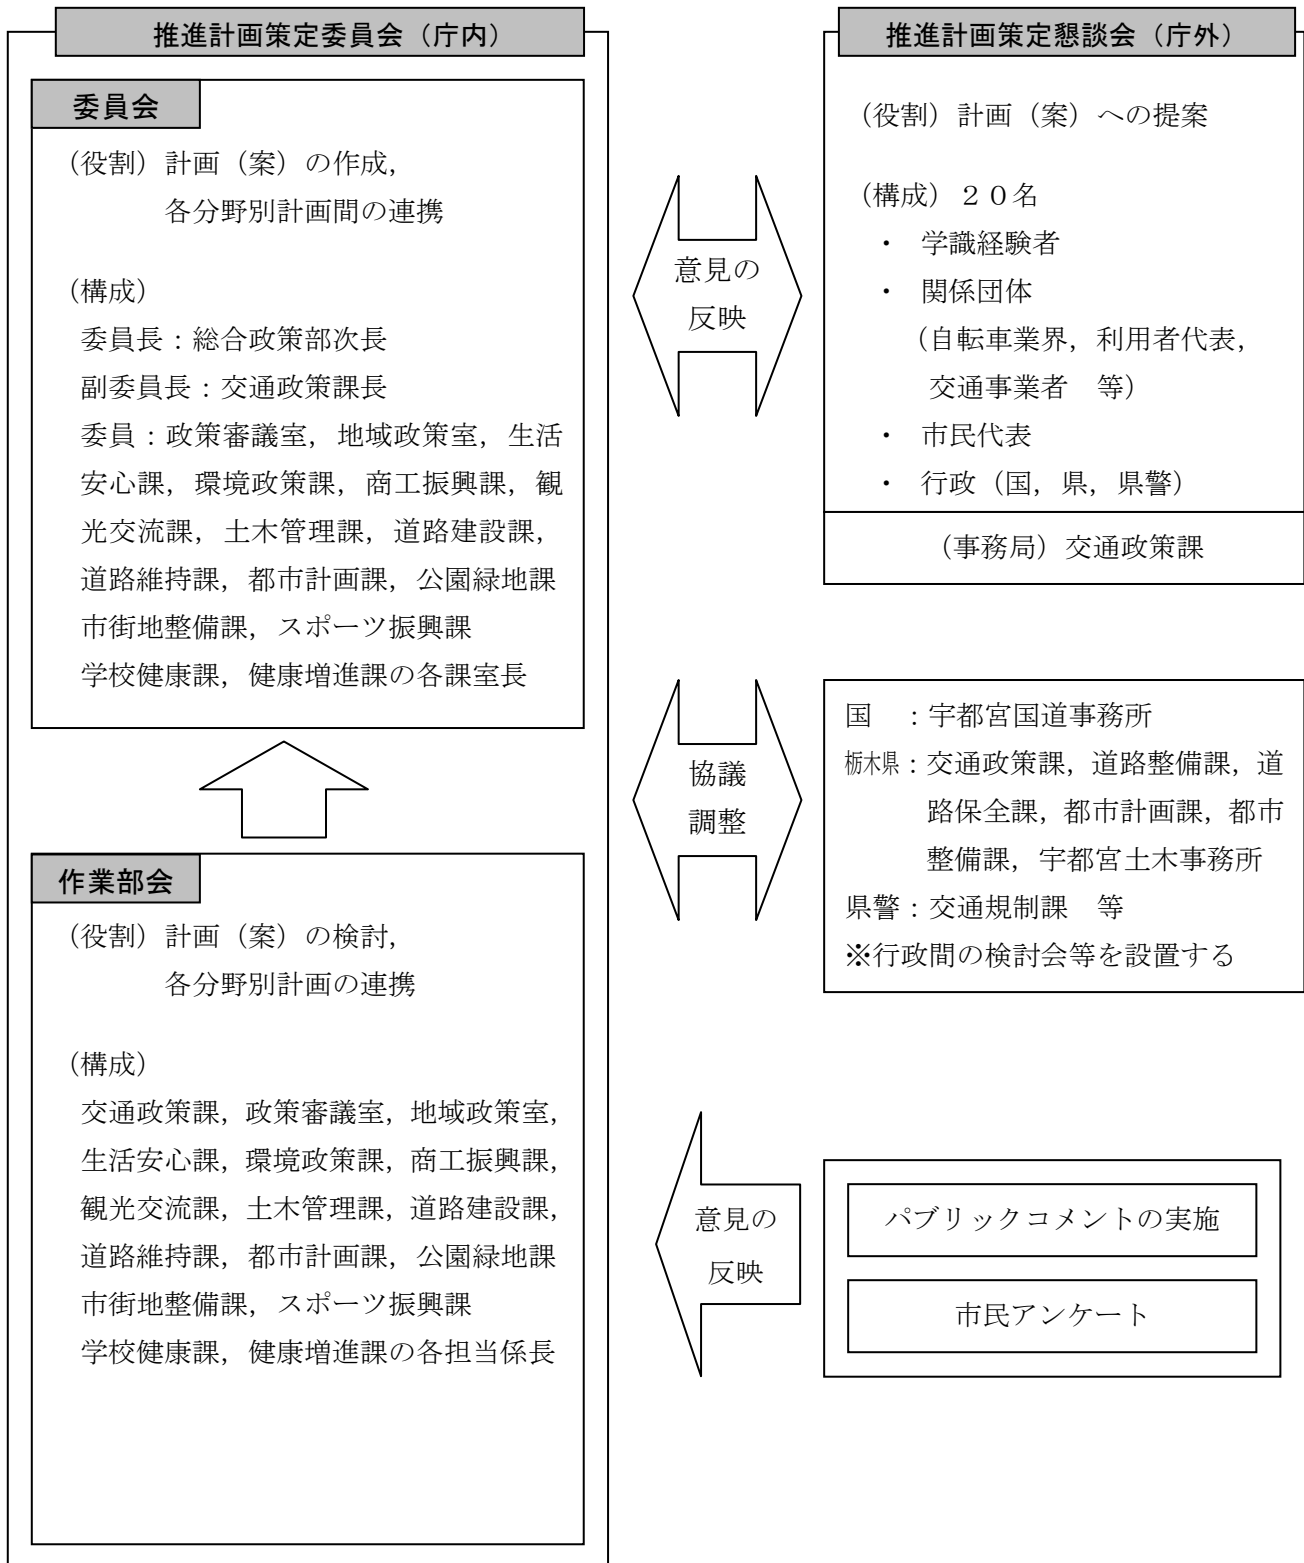 推進計画策定委員会（庁内）
委員会
（役割）計画（案）の作成，
各分野別計画間の連携
（構成）
委員長：総合政策部次長
副委員長：交通政策課長
委員：政策審議室，地域政策室，生活
安心課，環境政策課，商工振興課，観
光交流課，土木管理課，道路建設課，
道路維持課，都市計画課，公園緑地課
市街地整備課，スポーツ振興課
学校健康課，健康増進課の各課室長
作業部会
（役割）計画（案）の検討，
各分野別計画の連携
（構成）
交通政策課，政策審議室，地域政策室，
生活安心課，環境政策課，商工振興課，
観光交流課，土木管理課，道路建設課，
道路維持課，都市計画課，公園緑地課
市街地整備課，スポーツ振興課
学校健康課，健康増進課の各担当係長
意見の
反映
協議
調整
意見の
反映
推進計画策定懇談会（庁外）
（役割）計画（案）への提案
（構成）２０名
・ 学識経験者
・ 関係団体
（自転車業界，利用者代表，
交通事業者　等）
・ 市民代表
・ 行政（国，県，県警）
（事務局）交通政策課
国　：宇都宮国道事務所
栃木県：交通政策課，道路整備課，道
路保全課，都市計画課，都市
整備課，宇都宮土木事務所
県警：交通規制課　等
※行政間の検討会等を設置する
パブリックコメントの実施
市民アンケート